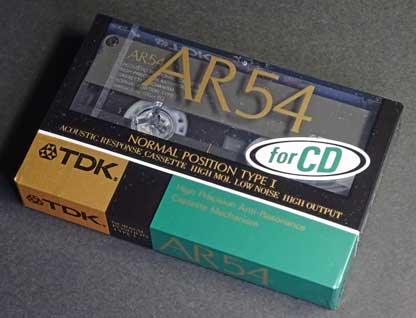 AR54
AR54
NORMAL POSITION TYPE I
ACOUSTIC RESPONSE CASSETTE HIGH MOL LOW NOISE HIGH OUTPUT
for CD
TDK.
High Precision Anti-Resonance
Cassette Mechanism
AR54